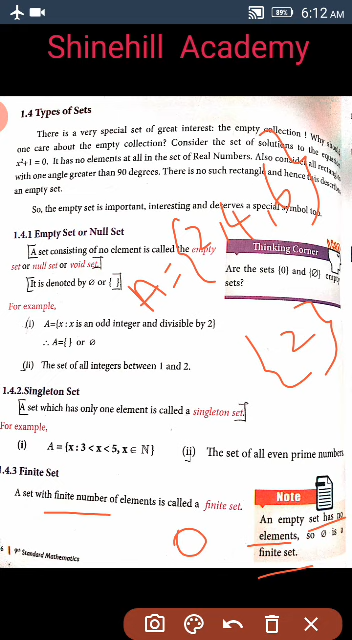 89% 6:12 AM
Shinehill Academy
1.4 Types of Sets
There is a very special set of great interest: the empty collection ! Why should
one care about the empty collection? Consider the set of solutions to the equation
x²+1 = 0. It has no elements at all in the set of Real Numbers. Also consider all rectangles
with one angle greater than 90 degrees. There is no such rectangle and hence this describes
an empty set.
So, the empty set is important, interesting and deserves a special symbol too.
1.4.1 Empty Set or Null Set
A set consisting of no element is called the empty
set or null set or void set.
It is denoted by ∅ or { }.
Thinking Corner
Are the sets {0} and {∅} empty
sets?
A={2,4,6}
For example,
(i) A={x : x is an odd integer and divisible by 2}
∴ A={ } or ∅
(ii) The set of all integers between 1 and 2.
{2}
1.4.2.Singleton Set
A set which has only one element is called a singleton set.
For example,
(i) A = {x : 3 < x < 5, x ∈ ℕ} (ii) The set of all even prime numbers
1.4.3 Finite Set
A set with finite number of elements is called a finite set.
Note
An empty set has no
elements, so ∅ is a
finite set.
0
6 | 9th Standard Mathematics